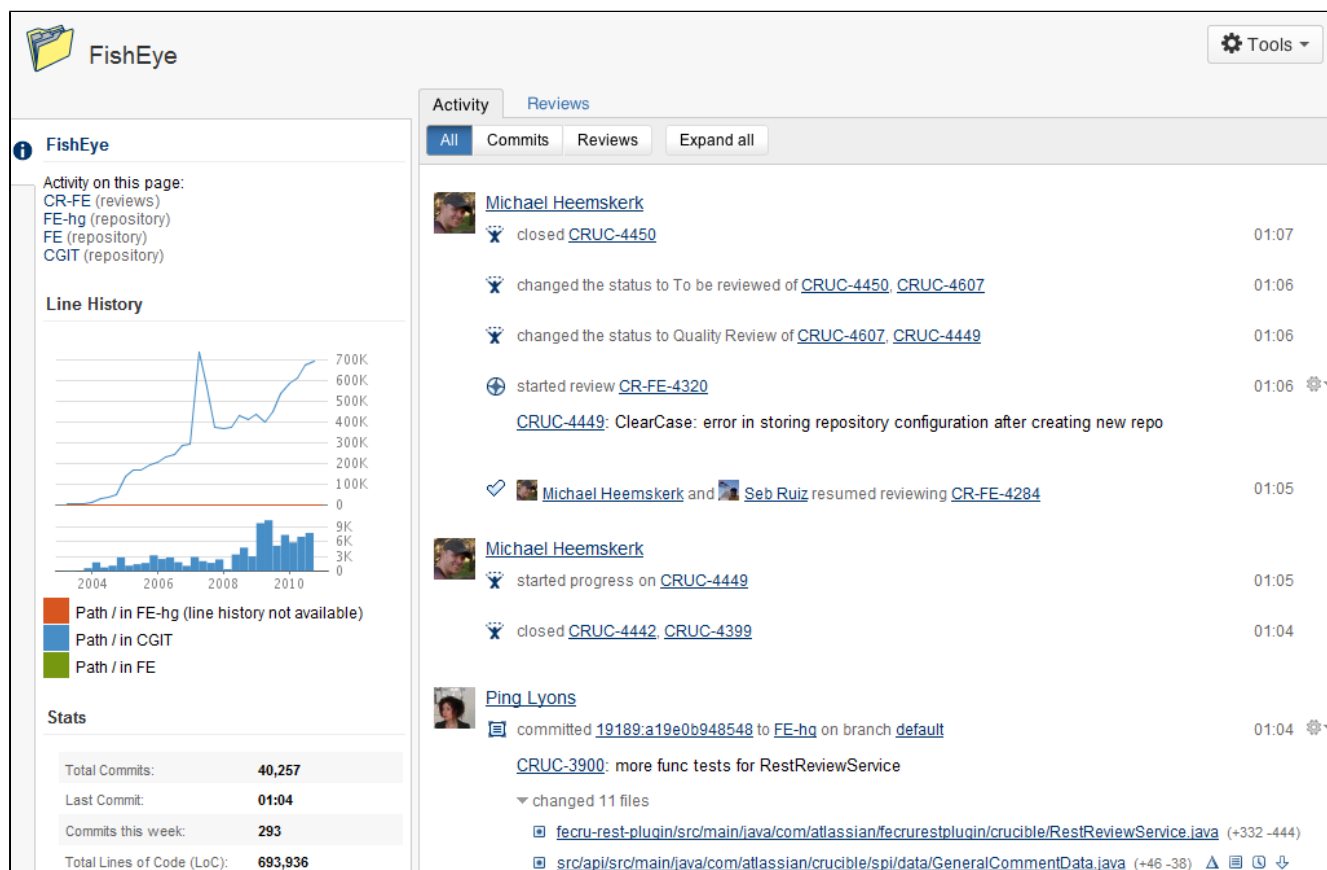 FishEye
Tools
Activity Reviews
All Commits Reviews Expand all
FishEye
Activity on this page:
CR-FE (reviews)
FE-hg (repository)
FE (repository)
CGIT (repository)
Line History
700K
600K
500K
400K
300K
200K
100K
0
9K
6K
3K
0
2004 2006 2008 2010
Path / in FE-hg (line history not available)
Path / in CGIT
Path / in FE
Stats
Total Commits: 40,257
Last Commit: 01:04
Commits this week: 293
Total Lines of Code (LoC): 693,936
Michael Heemskerk
closed CRUC-4450 01:07
changed the status to To be reviewed of CRUC-4450, CRUC-4607 01:06
changed the status to Quality Review of CRUC-4607, CRUC-4449 01:06
started review CR-FE-4320 01:06
CRUC-4449: ClearCase: error in storing repository configuration after creating new repo
Michael Heemskerk and Seb Ruiz resumed reviewing CR-FE-4284 01:05
Michael Heemskerk
started progress on CRUC-4449 01:05
closed CRUC-4442, CRUC-4399 01:04
Ping Lyons
committed 19189:a19e0b948548 to FE-hg on branch default 01:04
CRUC-3900: more func tests for RestReviewService
changed 11 files
fecru-rest-plugin/src/main/java/com/atlassian/fecrurestplugin/crucible/RestReviewService.java (+332 -444)
src/api/src/main/java/com/atlassian/crucible/spi/data/GeneralCommentData.java (+46 -38)